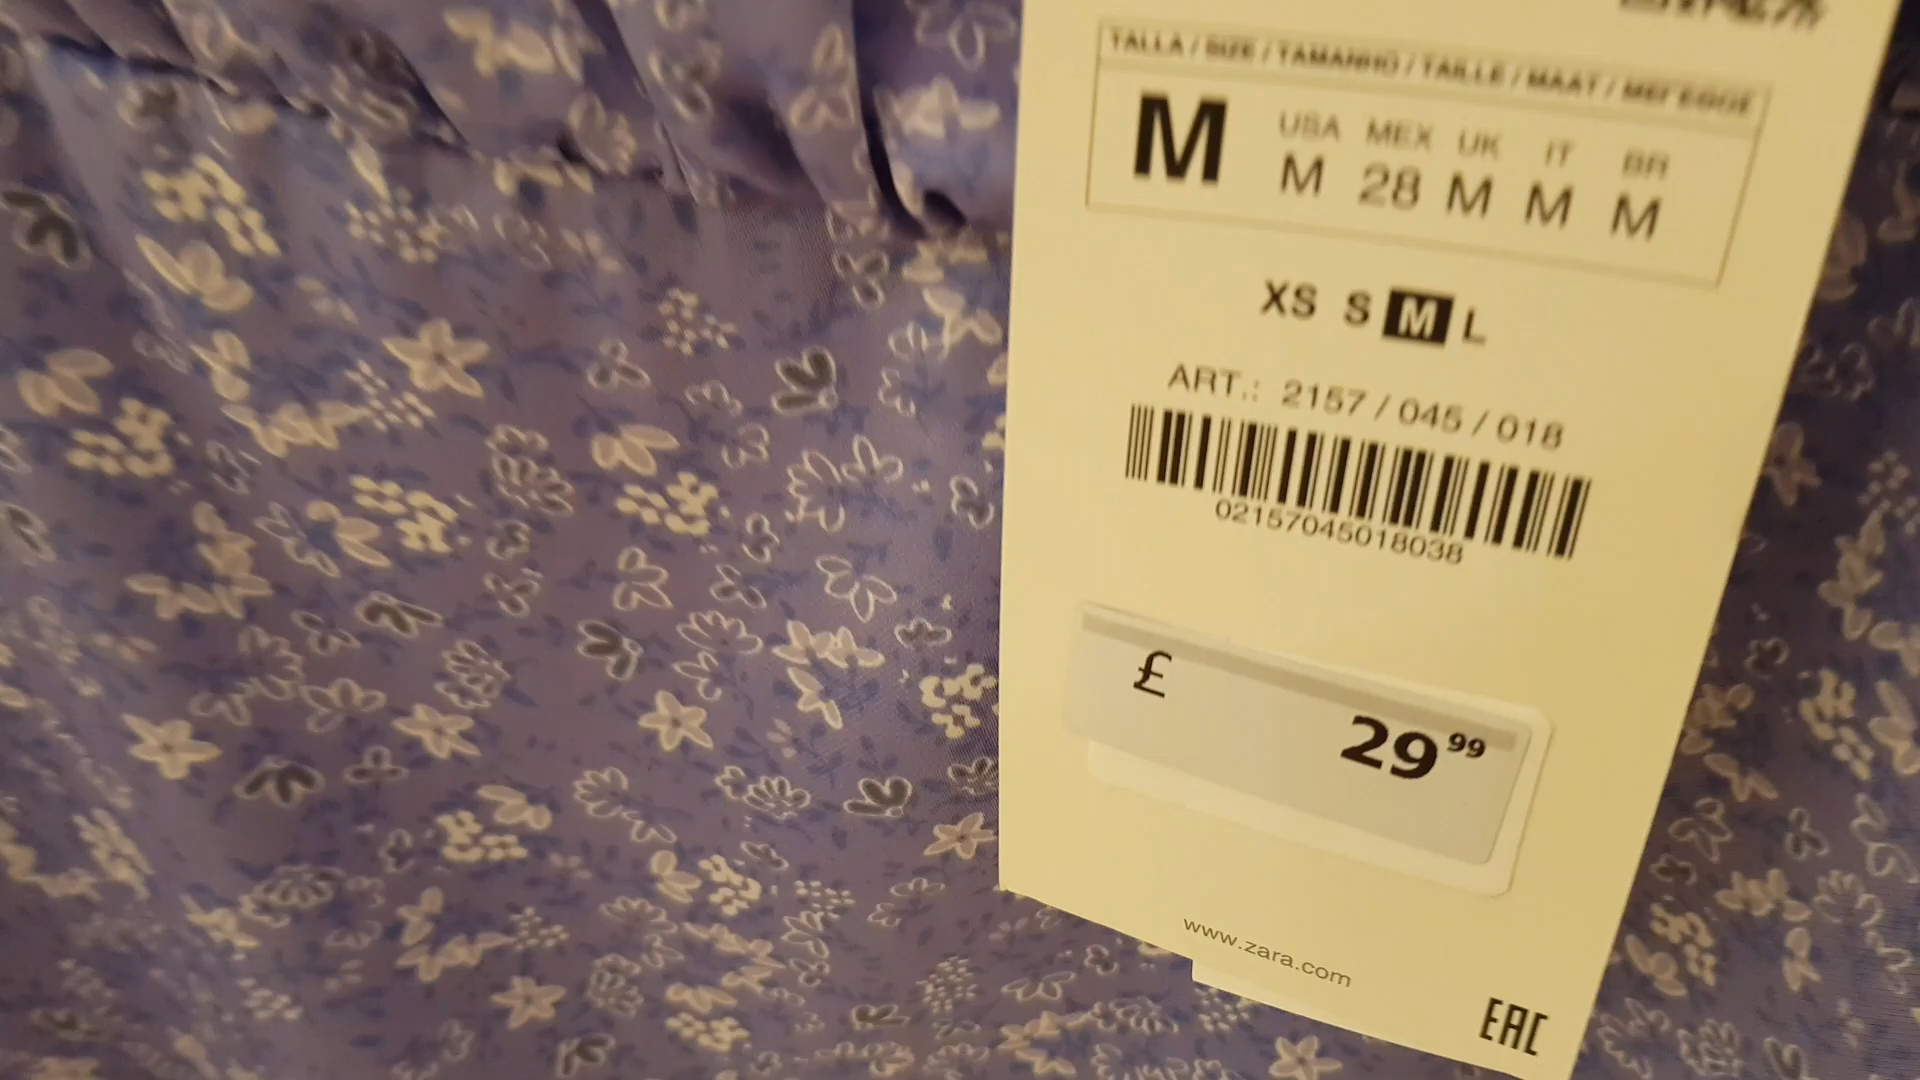 TALLA / SIZE / TAMANHO / TAILLE / MAAT /
M
USA MEX UK IT BR
M 28 M M M
XS S M L
ART.: 2157 / 045 / 018
02157045018038
£
29 99
www.zara.com
EAC